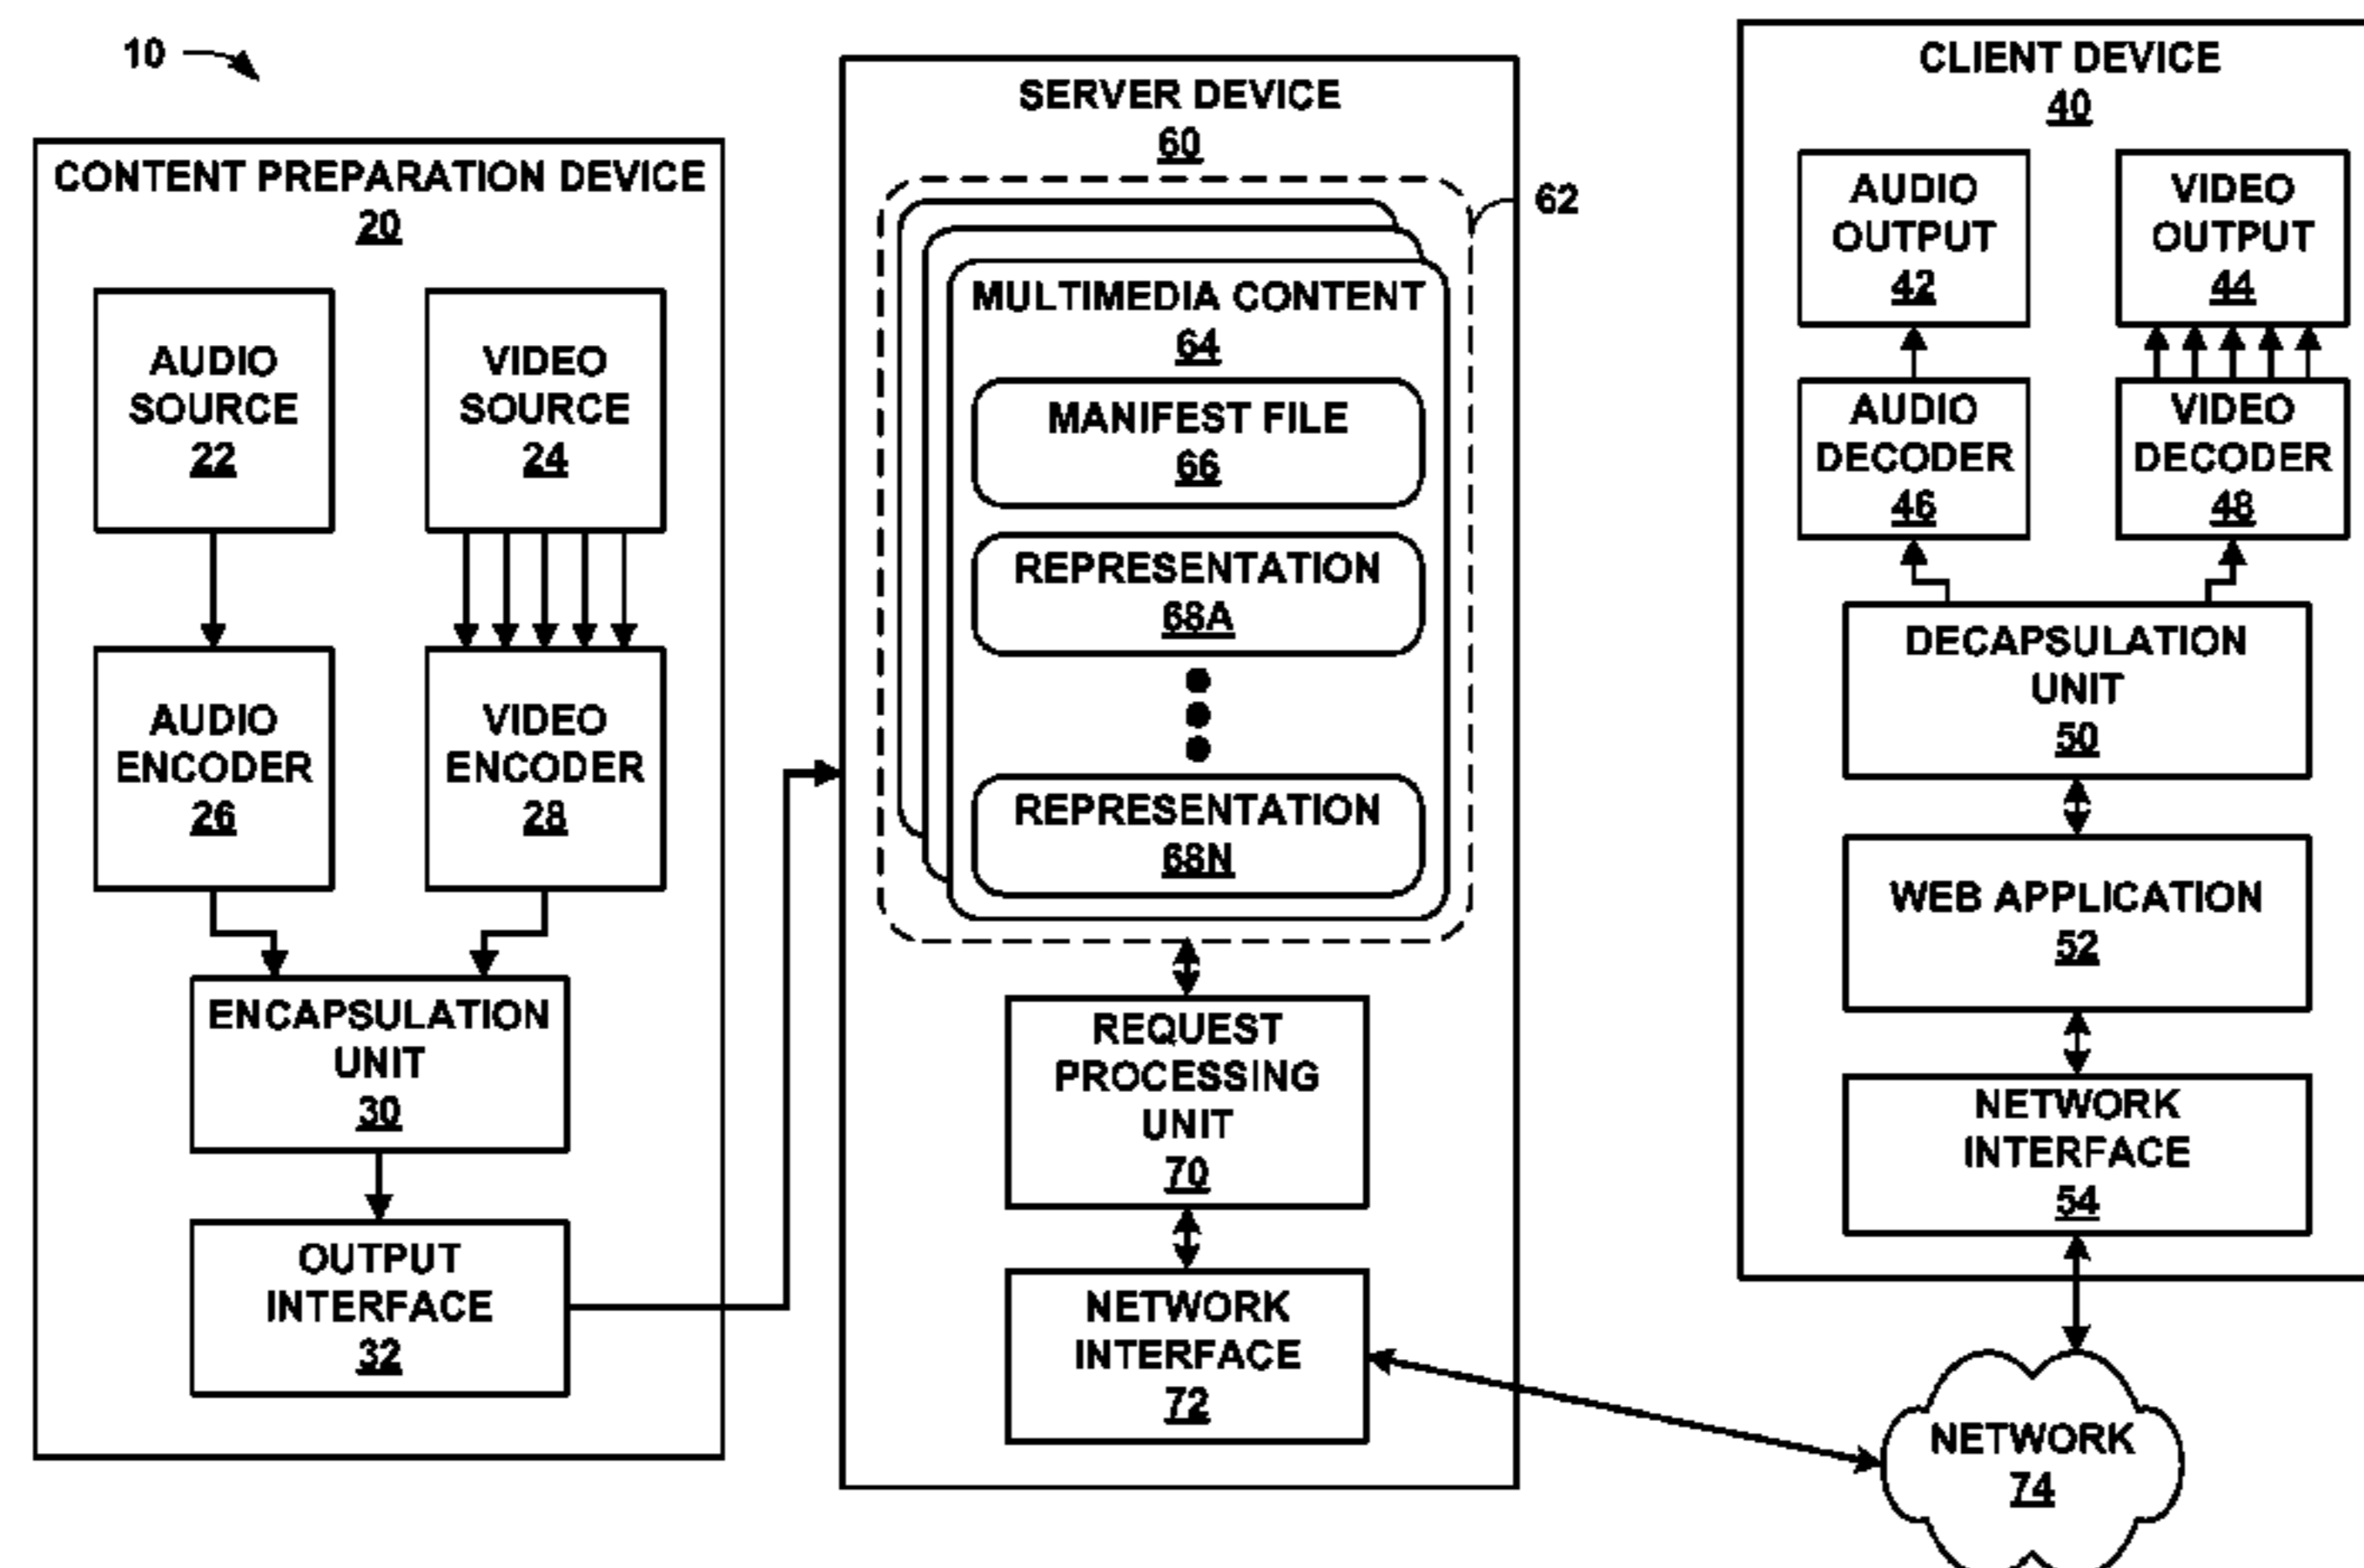 10
CONTENT PREPARATION DEVICE
20
AUDIO
SOURCE
22
VIDEO
SOURCE
24
AUDIO
ENCODER
26
VIDEO
ENCODER
28
ENCAPSULATION
UNIT
30
OUTPUT
INTERFACE
32
SERVER DEVICE
60
62
MULTIMEDIA CONTENT
64
MANIFEST FILE
66
REPRESENTATION
68A
REPRESENTATION
68N
REQUEST
PROCESSING
UNIT
70
NETWORK
INTERFACE
72
CLIENT DEVICE
40
AUDIO
OUTPUT
42
VIDEO
OUTPUT
44
AUDIO
DECODER
46
VIDEO
DECODER
48
DECAPSULATION
UNIT
50
WEB APPLICATION
52
NETWORK
INTERFACE
54
NETWORK
74